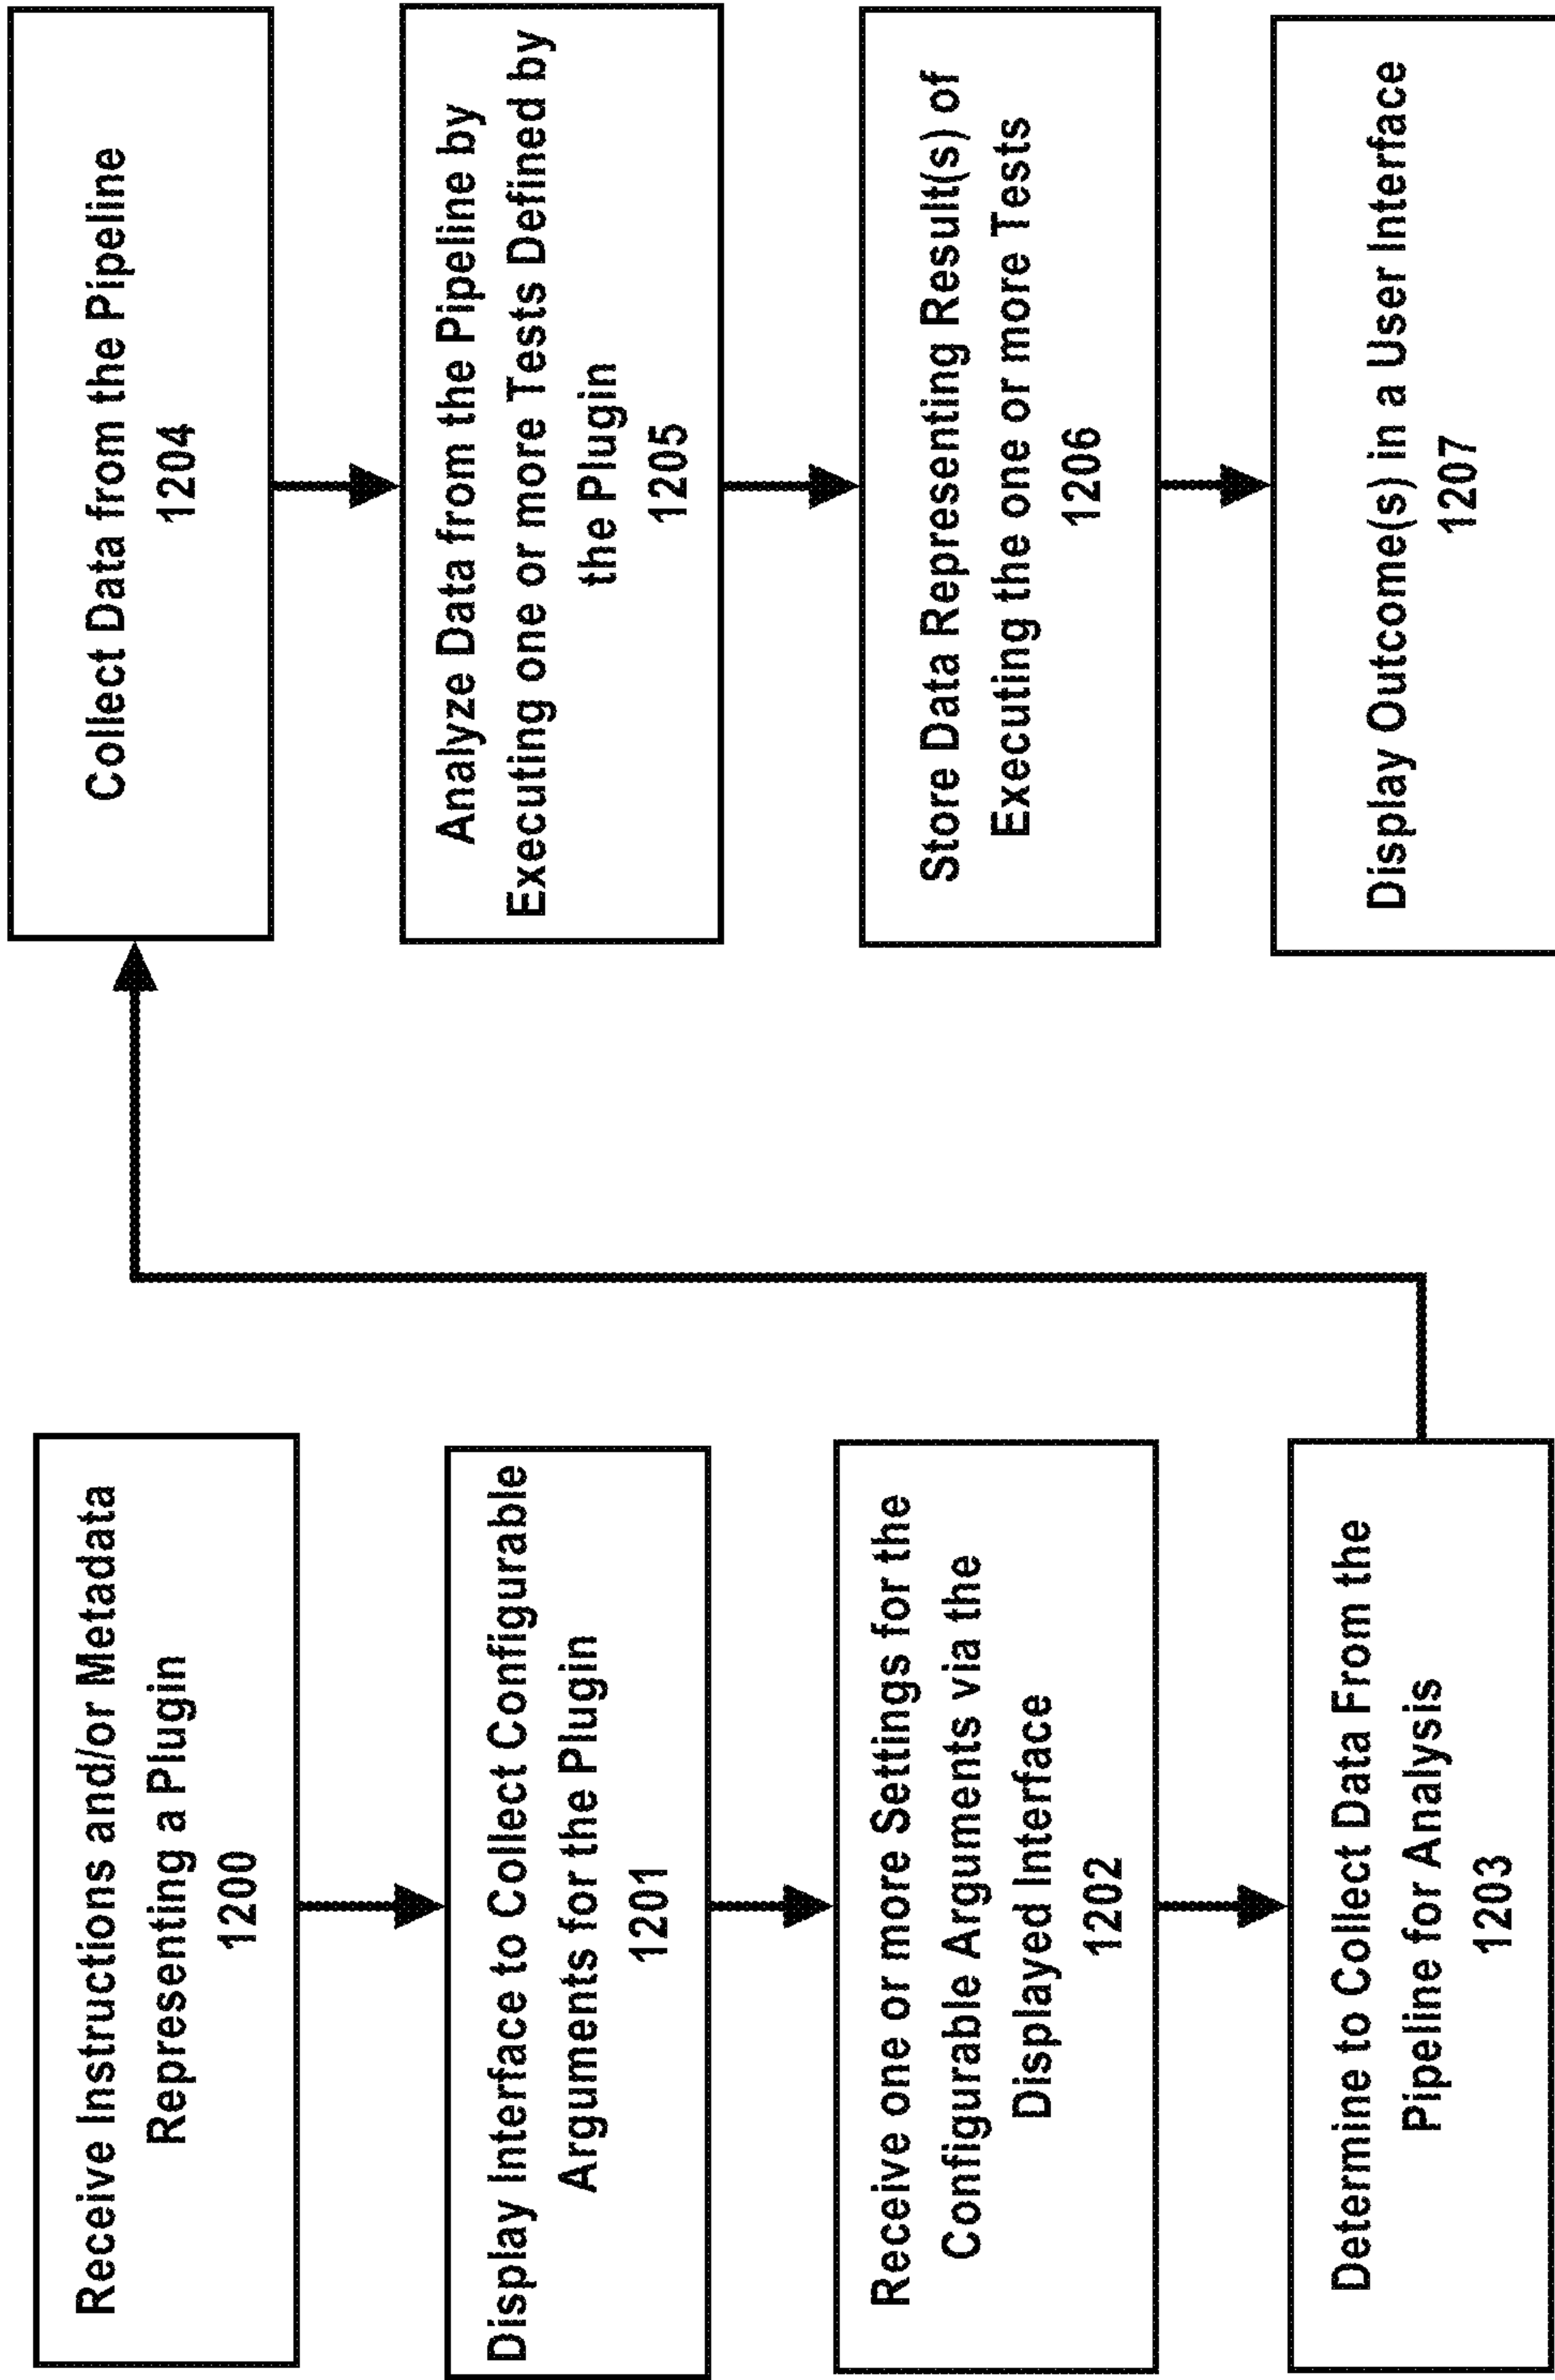 Receive Instructions and/or Metadata
Representing a Plugin
1200
Display Interface to Collect Configurable
Arguments for the Plugin
1201
Receive one or more Settings for the
Configurable Arguments via the
Displayed Interface
1202
Determine to Collect Data From the
Pipeline for Analysis
1203
Collect Data from the Pipeline
1204
Analyze Data from the Pipeline by
Executing one or more Tests Defined by
the Plugin
1205
Store Data Representing Result(s) of
Executing the one or more Tests
1206
Display Outcome(s) in a User Interface
1207